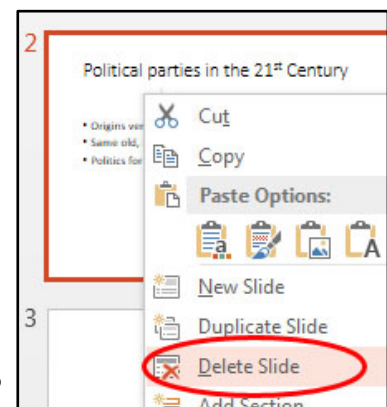 2
Political parties in the 21st Century
• Origins ver
• Same old,
• Politics for
Cut
Copy
Paste Options:
a
A
New Slide
3
Duplicate Slide
Delete Slide
Add Section